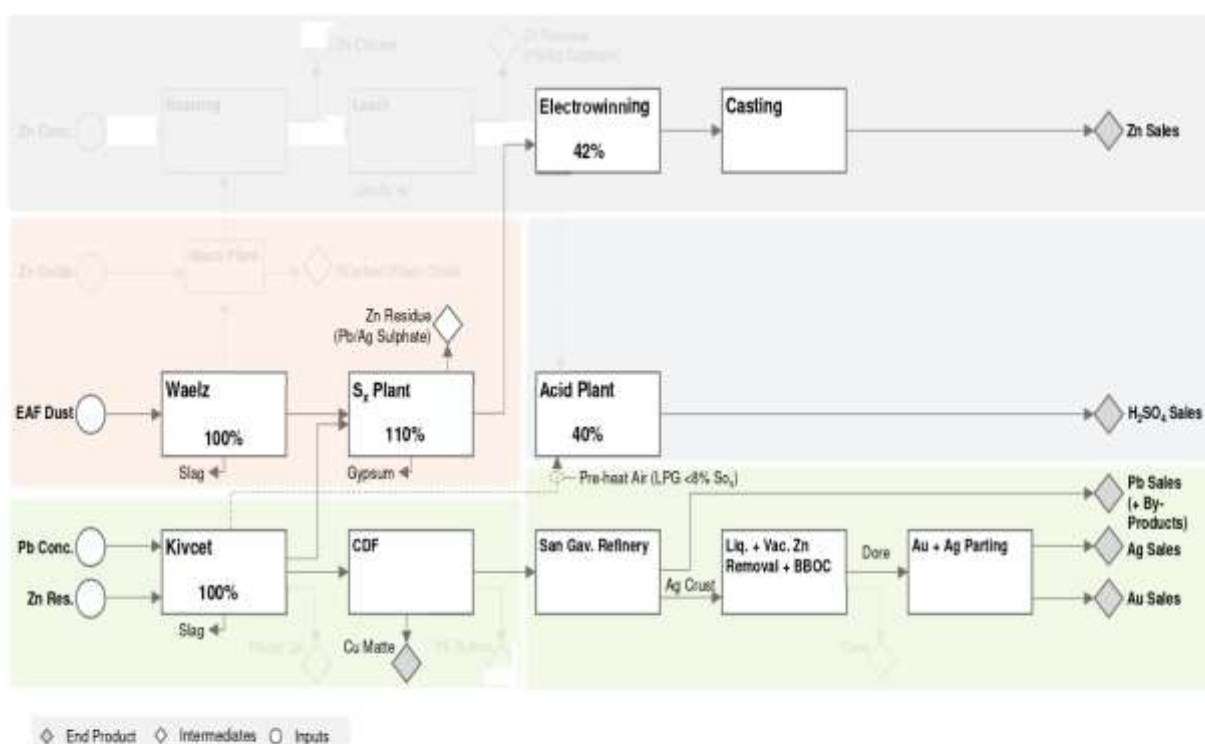 Zn Conc.
Electrowinning
42%
Casting
Zn Sales
Zn Residue
(Pb/Ag Sulphate)
EAF Dust
Waelz
100%
Slag
Sx Plant
110%
Gypsum
Acid Plant
40%
H₂SO₄ Sales
Pre-heat Air (LPG <8% Soₓ)
Pb Conc.
Zn Res.
Kivcet
100%
Slag
CDF
Cu Matte
San Gav. Refinery
Ag Crust
Liq. + Vac. Zn
Removal + BBOC
Dore
Au + Ag Parting
Pb Sales
(+ By-
Products)
Ag Sales
Au Sales
End Product
Intermediates
Inputs